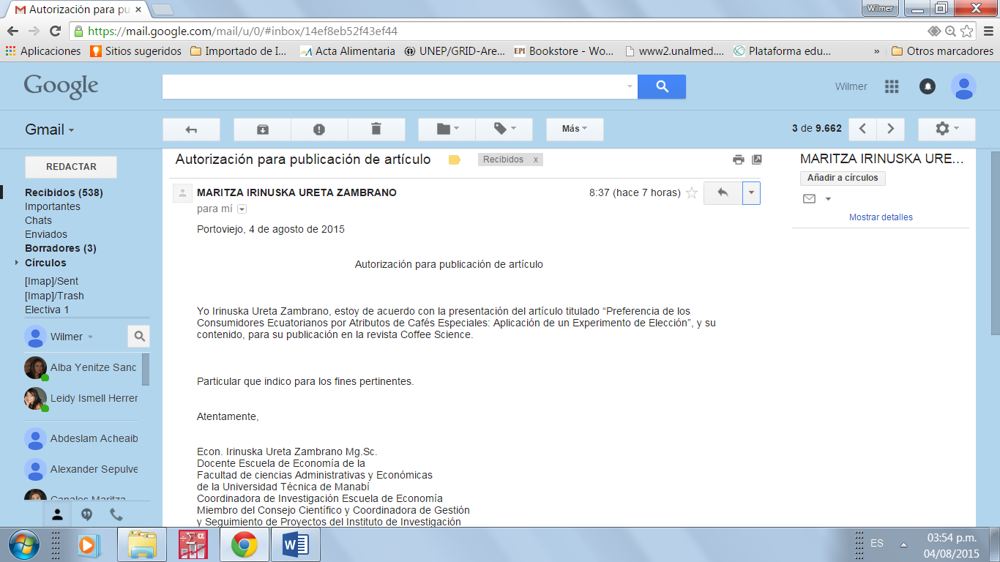 Autorización para pu
Wilmer
https://mail.google.com/mail/u/0/#inbox/14ef8eb52f43ef44
Aplicaciones Sitios sugeridos Importado de I... Acta Alimentaria UNEP/GRID-Are... EPI Bookstore - Wo... www2.unalmed.... Plataforma edu... » Otros marcadores
Google
Wilmer
Gmail
Más
3 de 9.662
REDACTAR
Recibidos (538)
Importantes
Chats
Enviados
Borradores (3)
Círculos
[Imap]/Sent
[Imap]/Trash
Electiva 1
Wilmer
Alba Yenitze Sanc
Leidy Ismell Herrer
Abdeslam Acheaib
Alexander Sepulve
Canales Maritza
Autorización para publicación de artículo
Recibidos x
MARITZA IRINUSKA URETA ZAMBRANO
8:37 (hace 7 horas)
para mí
Portoviejo, 4 de agosto de 2015
Autorización para publicación de artículo
Yo Irinuska Ureta Zambrano, estoy de acuerdo con la presentación del artículo titulado “Preferencia de los
Consumidores Ecuatorianos por Atributos de Cafés Especiales: Aplicación de un Experimento de Elección”, y su
contenido, para su publicación en la revista Coffee Science.
Particular que indico para los fines pertinentes.
Atentamente,
Econ. Irinuska Ureta Zambrano Mg.Sc.
Docente Escuela de Economía de la
Facultad de ciencias Administrativas y Económicas
de la Universidad Técnica de Manabí
Coordinadora de Investigación Escuela de Economía
Miembro del Consejo Científico y Coordinadora de Gestión
y Seguimiento de Proyectos del Instituto de Investigación
MARITZA IRINUSKA URE...
Añadir a círculos
Mostrar detalles
ES
03:54 p.m.
04/08/2015